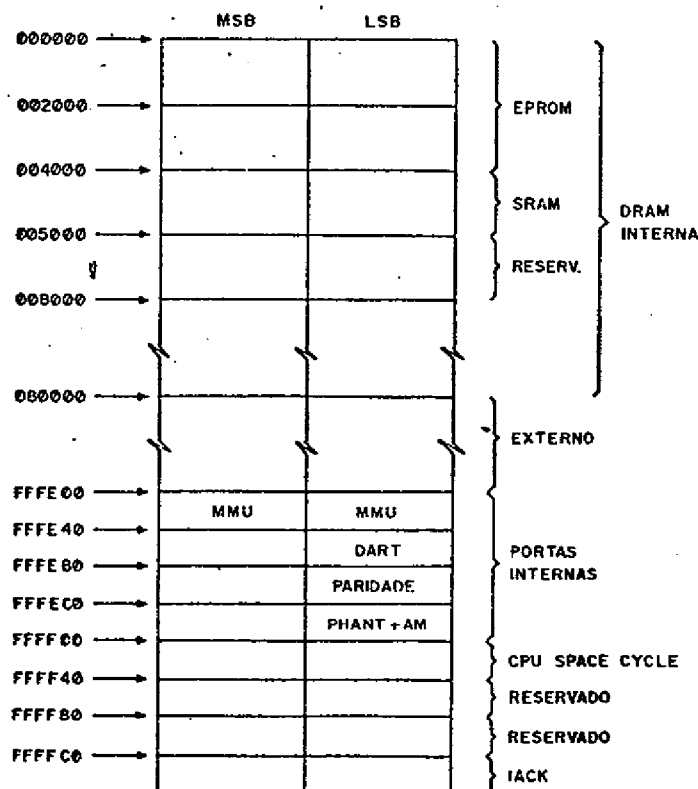 MSB LSB
000000
002000
EPROM
004000
SRAM
DRAM
INTERNA
005000
RESERV.
008000
080000
EXTERNO
FFFE00
MMU MMU
FFFE40
DART
PORTAS
INTERNAS
FFFE80
PARIDADE
FFFEC0
PHANT + AM
FFFF00
CPU SPACE CYCLE
FFFF40
RESERVADO
FFFF80
RESERVADO
FFFFC0
IACK